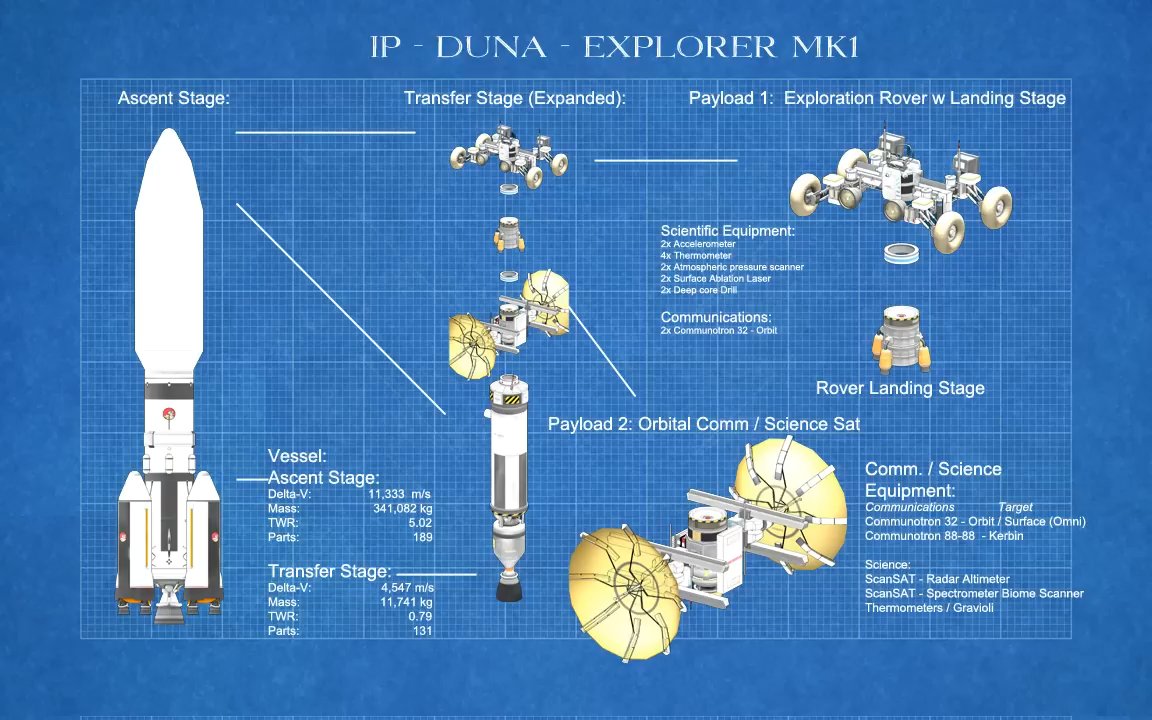 IP - DUNA - EXPLORER MK1
Ascent Stage:
Transfer Stage (Expanded):
Payload 1: Exploration Rover w Landing Stage
Scientific Equipment:
2x Accelerometer
4x Thermometer
2x Atmospheric pressure scanner
2x Surface Ablation Laser
2x Deep core Drill
Communications:
2x Communotron 32 - Orbit
Rover Landing Stage
Payload 2: Orbital Comm / Science Sat
Vessel:
Ascent Stage:
Delta-V: 11,333 m/s
Mass: 341,082 kg
TWR: 5.02
Parts: 189
Transfer Stage:
Delta-V: 4,547 m/s
Mass: 11,741 kg
TWR: 0.79
Parts: 131
Comm. / Science
Equipment:
Communications Target
Communotron 32 - Orbit / Surface (Omni)
Communotron 88-88 - Kerbin
Science:
ScanSAT - Radar Altimeter
ScanSAT - Spectrometer Biome Scanner
Thermometers / Gravioli